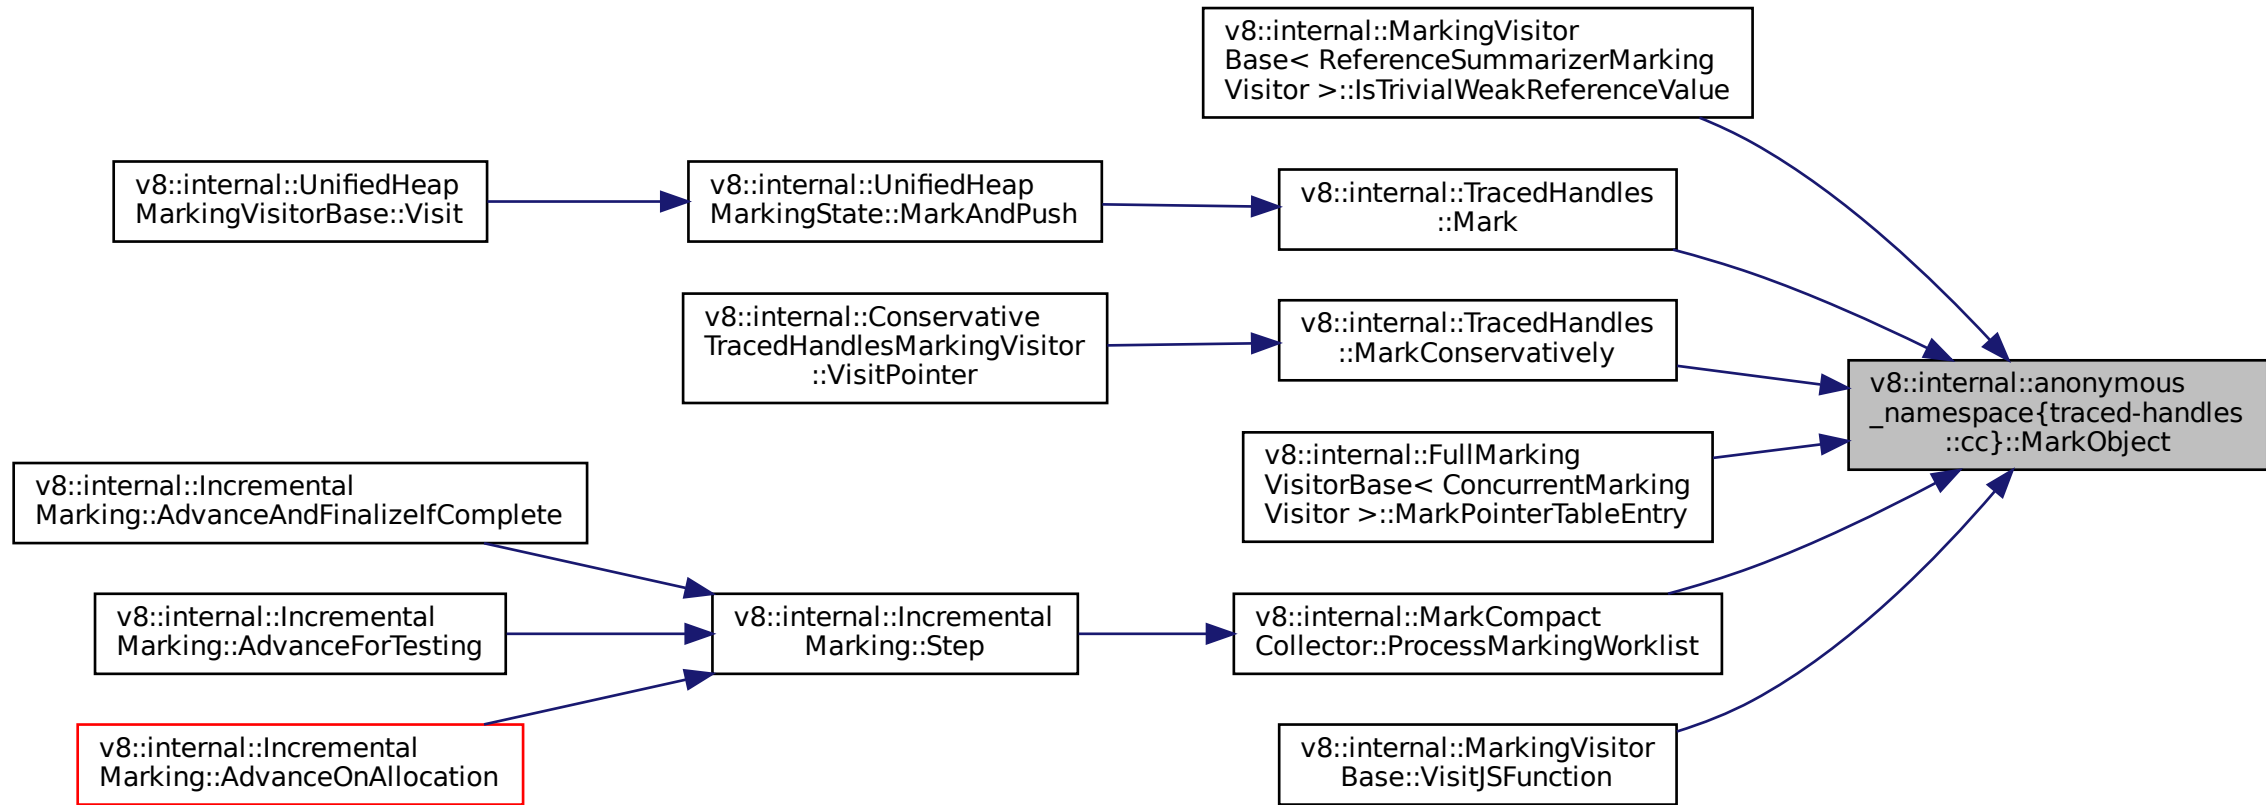 v8::internal::MarkingVisitor
Base< ReferenceSummarizerMarking
Visitor >::IsTrivialWeakReferenceValue
v8::internal::UnifiedHeap
MarkingVisitorBase::Visit
v8::internal::UnifiedHeap
MarkingState::MarkAndPush
v8::internal::TracedHandles
::Mark
v8::internal::Conservative
TracedHandlesMarkingVisitor
::VisitPointer
v8::internal::TracedHandles
::MarkConservatively
v8::internal::anonymous
_namespace{traced-handles
::cc}::MarkObject
v8::internal::FullMarking
VisitorBase< ConcurrentMarking
Visitor >::MarkPointerTableEntry
v8::internal::Incremental
Marking::AdvanceAndFinalizeIfComplete
v8::internal::Incremental
Marking::AdvanceForTesting
v8::internal::Incremental
Marking::Step
v8::internal::MarkCompact
Collector::ProcessMarkingWorklist
v8::internal::Incremental
Marking::AdvanceOnAllocation
v8::internal::MarkingVisitor
Base::VisitJSFunction